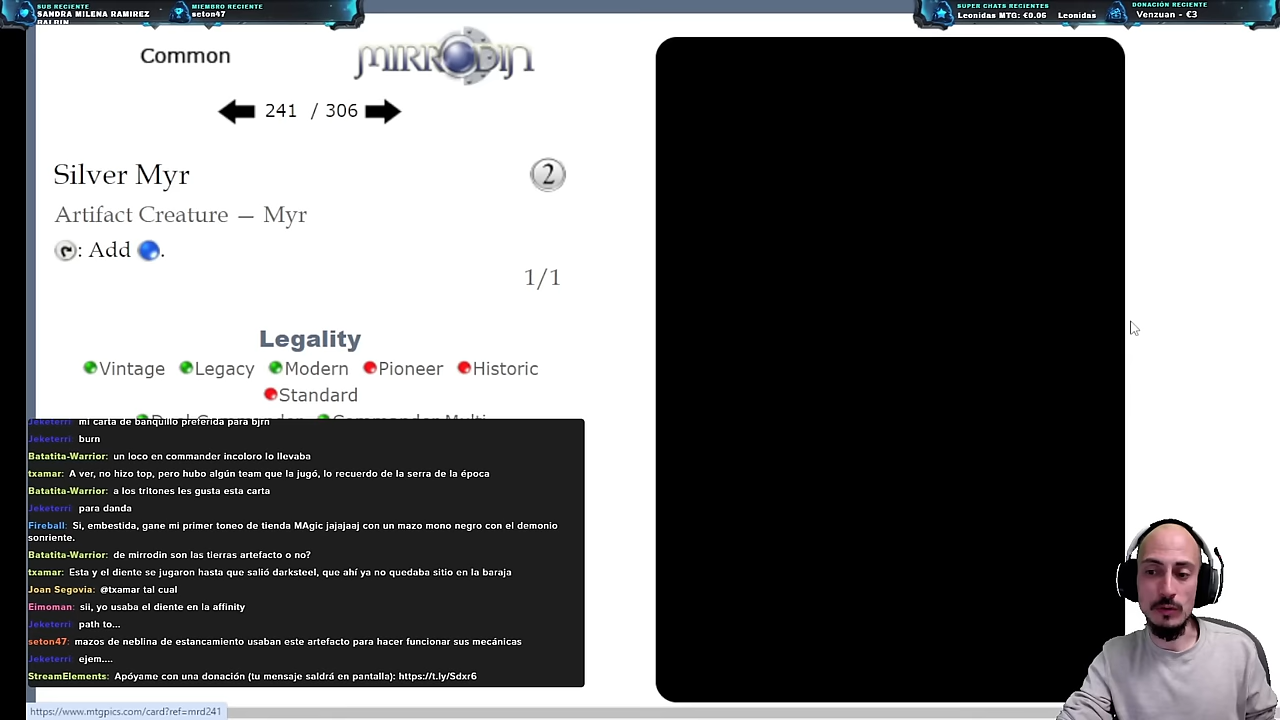 SUB RECIENTE
SANDRA MILENA RAMIREZ
MIEMBRO RECIENTE
seton47
SUPER CHATS RECIENTES
Leonidas MTG: €0.06 Leonidas
DONACIÓN RECIENTE
Venzuan - €3
Common
MIRRODIN
241 / 306
Silver Myr
2
Artifact Creature — Myr
: Add .
1/1
Legality
Vintage Legacy Modern Pioneer Historic
Standard
Jeketerri: mi carta de banquillo preferida para bjrn
Jeketerri: burn
Batatita-Warrior: un loco en commander incoloro lo llevaba
txamar: A ver, no hizo top, pero hubo algún team que la jugó, lo recuerdo de la serra de la época
Batatita-Warrior: a los tritones les gusta esta carta
Jeketerri: para danda
Fireball: Si, embestida, gane mi primer toneo de tienda MAgic jajajaaj con un mazo mono negro con el demonio
sonriente.
Batatita-Warrior: de mirrodin son las tierras artefacto o no?
txamar: Esta y el diente se jugaron hasta que salió darksteel, que ahí ya no quedaba sitio en la baraja
Joan Segovia: @txamar tal cual
Eimoman: sii, yo usaba el diente en la affinity
Jeketerri: path to...
seton47: mazos de neblina de estancamiento usaban este artefacto para hacer funcionar sus mecánicas
Jeketerri: ejem....
StreamElements: Apóyame con una donación (tu mensaje saldrá en pantalla): https://t.ly/Sdxr6
https://www.mtgpics.com/card?ref=mrd241